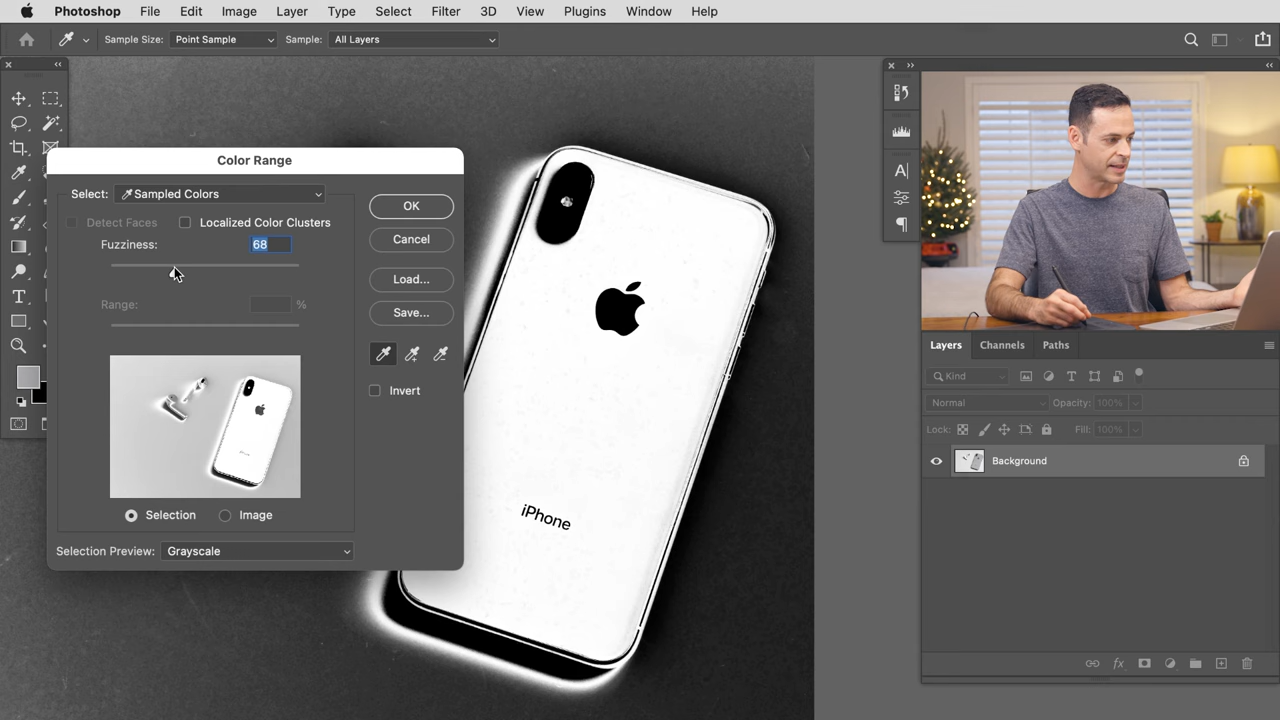 Photoshop File Edit Image Layer Type Select Filter 3D View Plugins Window Help
Sample Size: Point Sample Sample: All Layers
Color Range
Select: Sampled Colors
Detect Faces Localized Color Clusters
Fuzziness: 68
Range: %
Selection Image
Selection Preview: Grayscale
OK
Cancel
Load...
Save...
Invert
iPhone
Layers Channels Paths
Kind
Normal Opacity: 100%
Lock: Fill: 100%
Background